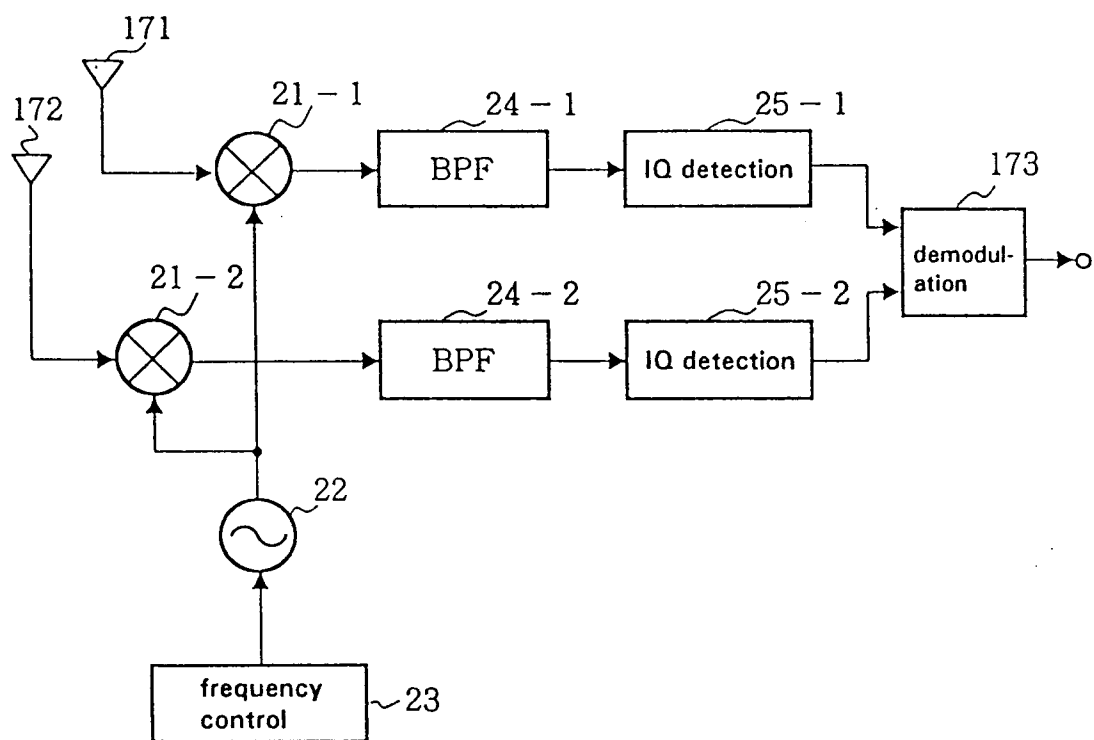 171
172
21-1
24-1
25-1
BPF
IQ detection
173
demodul-
ation
21-2
24-2
25-2
BPF
IQ detection
22
frequency
control
23